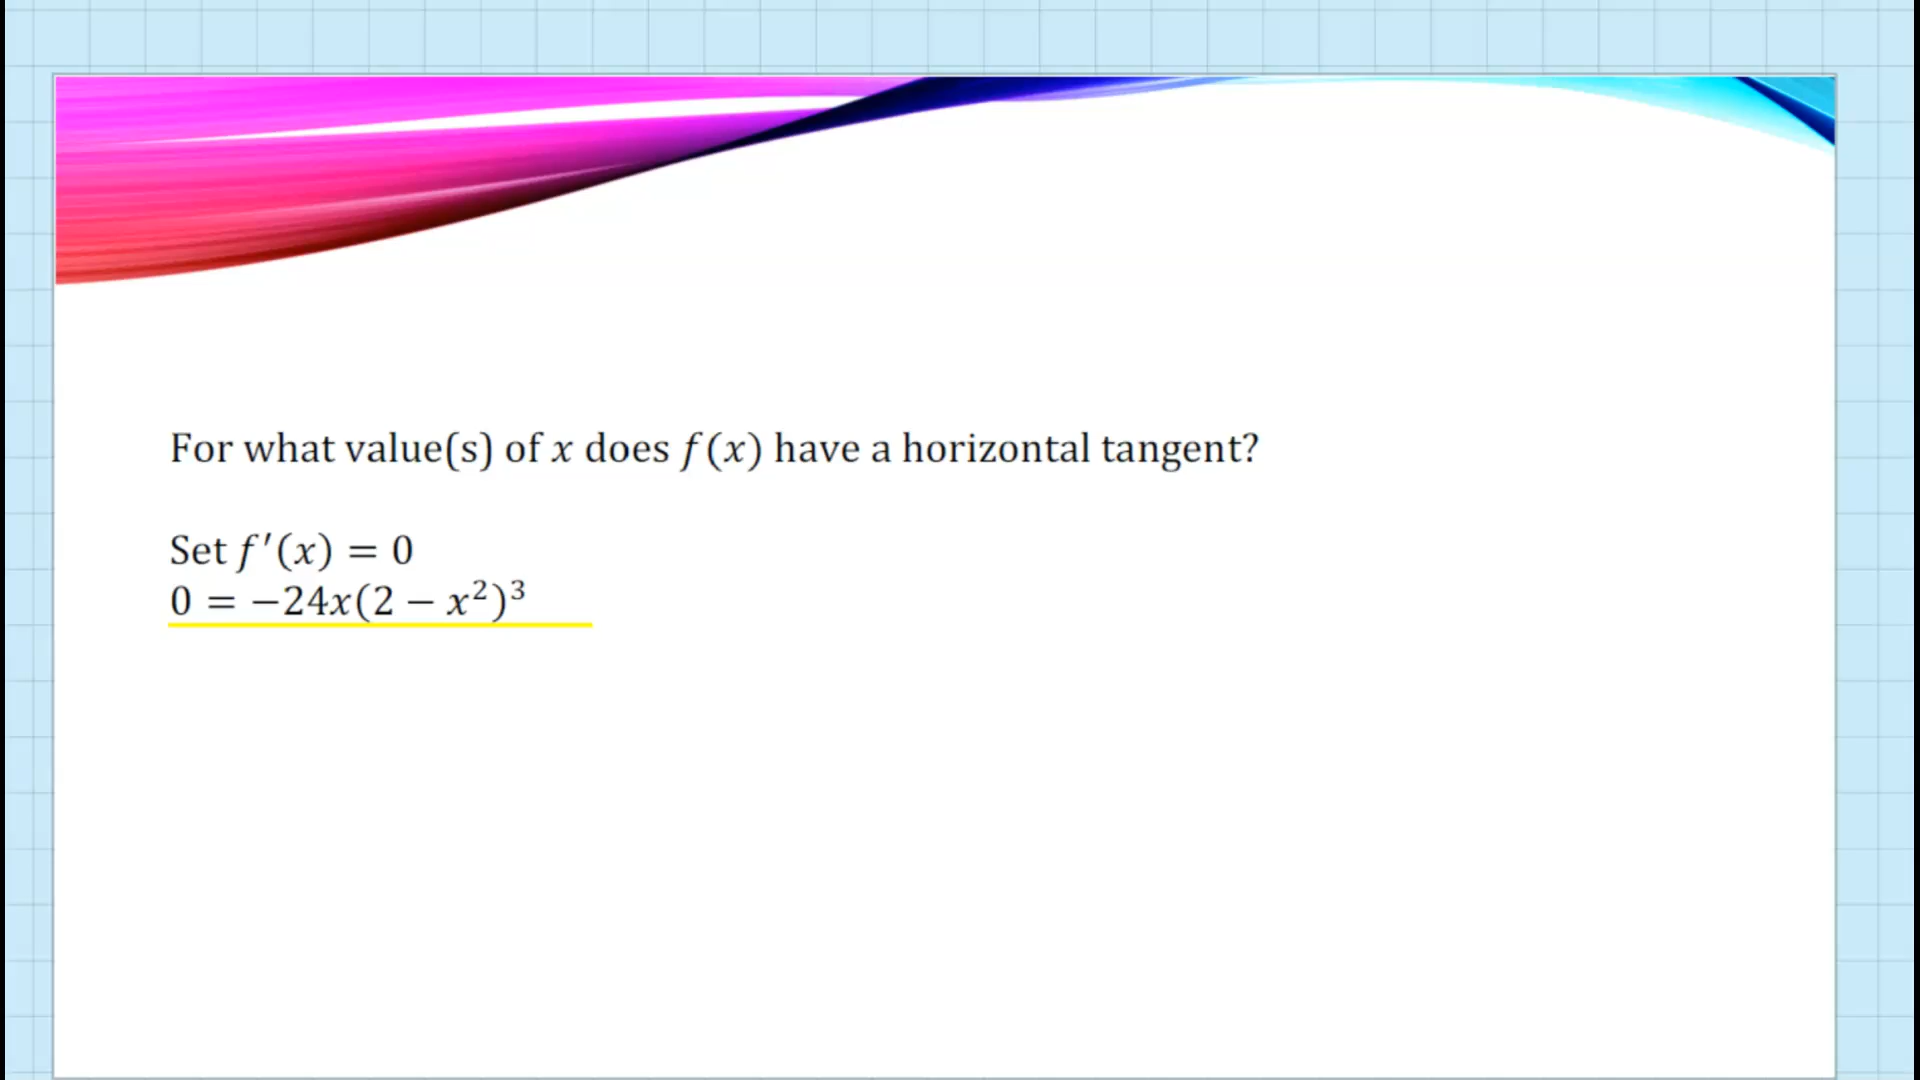 For what value(s) of x does f(x) have a horizontal tangent?
Set f′(x) = 0
0 = −24x(2 − x²)³